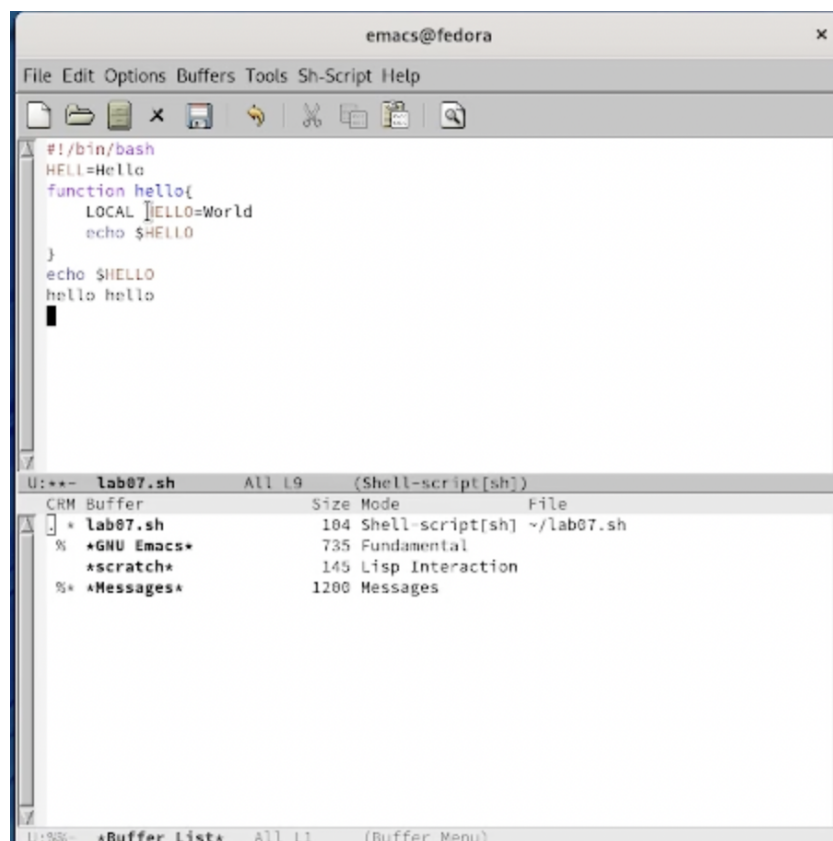 emacs@fedora ×
File Edit Options Buffers Tools Sh-Script Help
#!/bin/bash
HELL=Hello
function hello{
    LOCAL HELLO=World
    echo $HELLO
}
echo $HELLO
hello hello
U:**- lab07.sh All L9 (Shell-script[sh])
CRM Buffer Size Mode File
. * lab07.sh 104 Shell-script[sh] ~/lab07.sh
% *GNU Emacs* 735 Fundamental
*scratch* 145 Lisp Interaction
%* *Messages* 1200 Messages
U:%%- *Buffer List* All L1 (Buffer Menu)